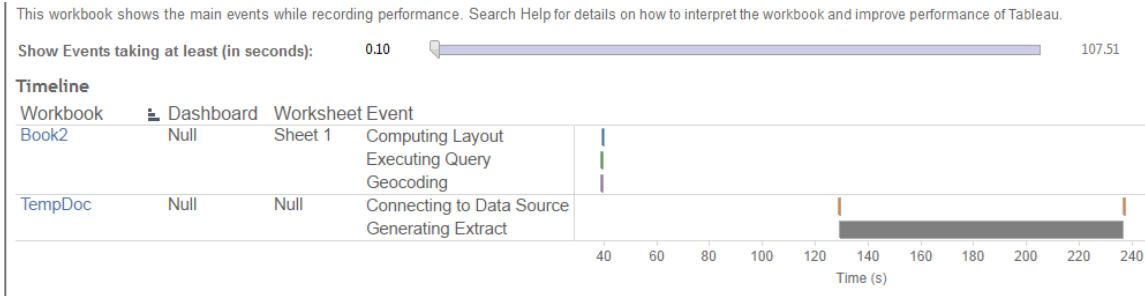 This workbook shows the main events while recording performance. Search Help for details on how to interpret the workbook and improve performance of Tableau.
Show Events taking at least (in seconds): 0.10 107.51
Timeline
Workbook Dashboard Worksheet Event
Book2 Null Sheet 1 Computing Layout
Executing Query
Geocoding
TempDoc Null Null Connecting to Data Source
Generating Extract
40 60 80 100 120 140 160 180 200 220 240
Time (s)